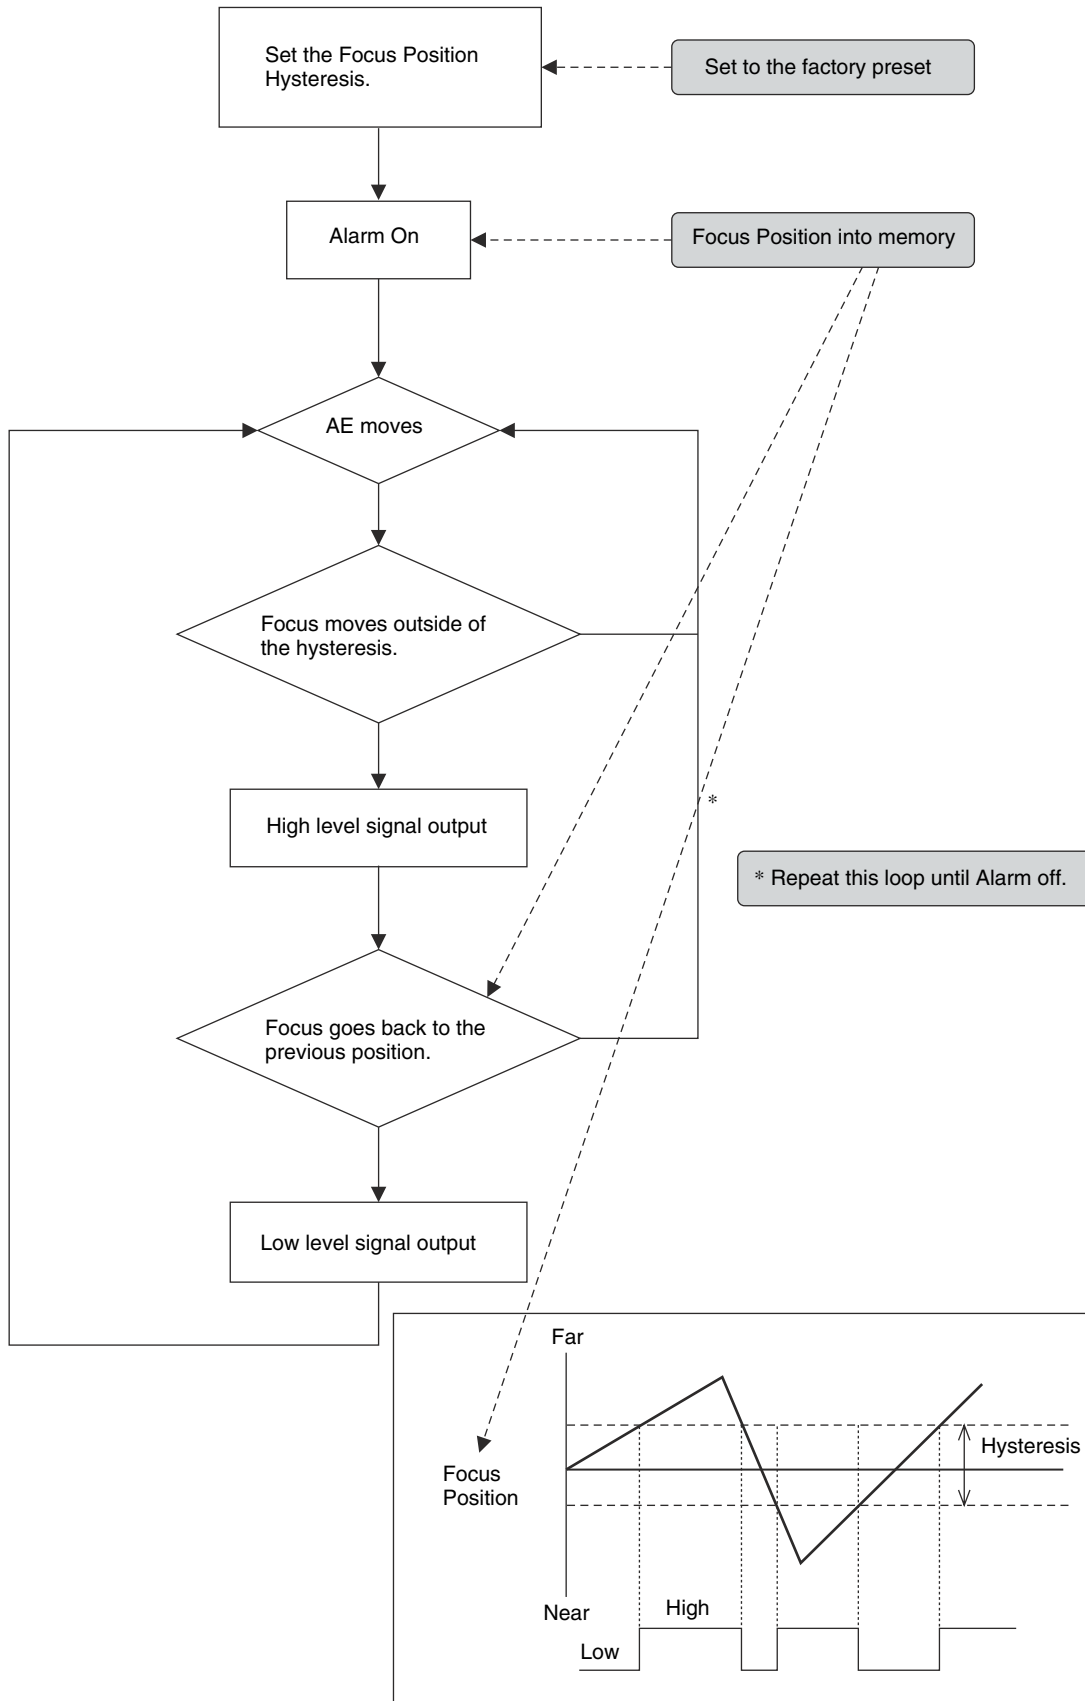 Set the Focus Position
Hysteresis.
Set to the factory preset
Alarm On
Focus Position into memory
AE moves
Focus moves outside of
the hysteresis.
High level signal output
*
* Repeat this loop until Alarm off.
Focus goes back to the
previous position.
Low level signal output
Far
Hysteresis
Focus
Position
Near
High
Low